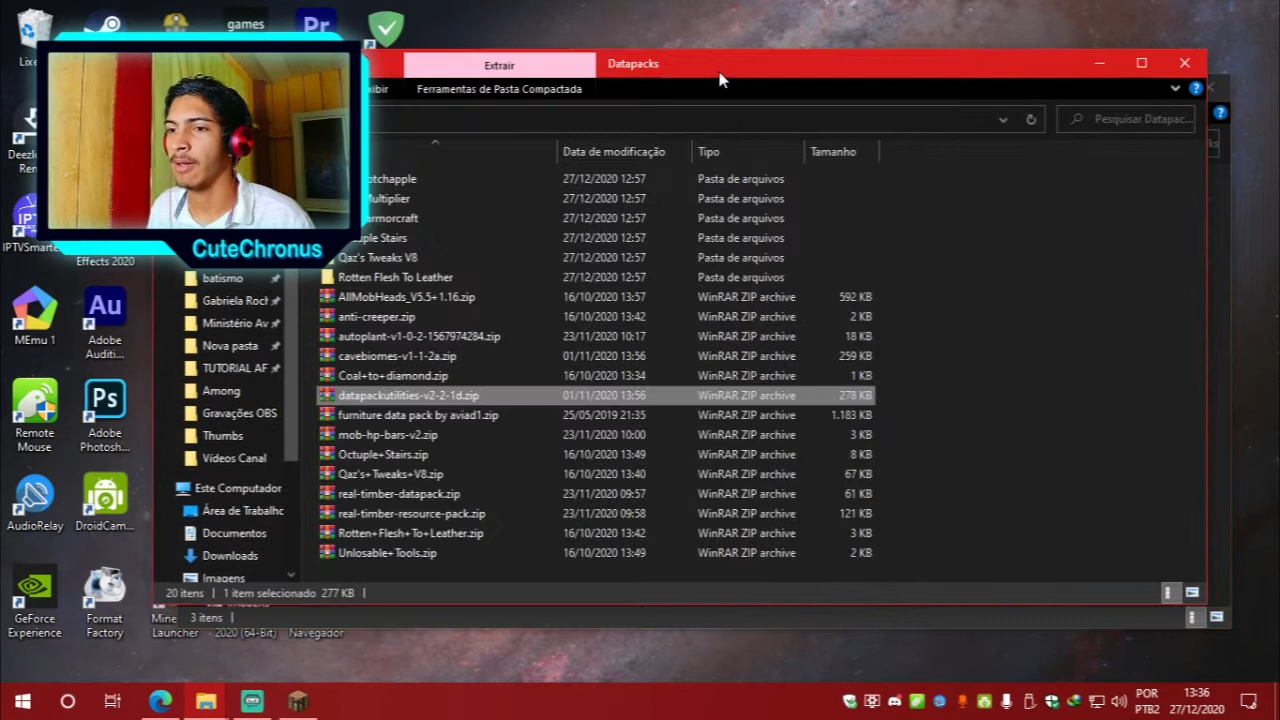 games
Extrair
Datapacks
Ferramentas de Pasta Compactada
Pesquisar Datapac...
Data de modificação
Tipo
Tamanho
CuteChronus
27/12/2020 12:57
Pasta de arquivos
Multiplier
27/12/2020 12:57
Pasta de arquivos
27/12/2020 12:57
Pasta de arquivos
Stairs
27/12/2020 12:57
Pasta de arquivos
Qaz's Tweaks V8
27/12/2020 12:57
Pasta de arquivos
Rotten Flesh To Leather
27/12/2020 12:57
Pasta de arquivos
AllMobHeads_V5.5+1.16.zip
16/10/2020 13:57
WinRAR ZIP archive
592 KB
anti-creeper.zip
16/10/2020 13:42
WinRAR ZIP archive
2 KB
autoplant-v1-0-2-1567974284.zip
23/11/2020 10:17
WinRAR ZIP archive
18 KB
cavebiomes-v1-1-2a.zip
01/11/2020 13:56
WinRAR ZIP archive
259 KB
Coal+to+diamond.zip
16/10/2020 13:34
WinRAR ZIP archive
1 KB
datapackutilities-v2-2-1d.zip
01/11/2020 13:56
WinRAR ZIP archive
278 KB
furniture data pack by aviad1.zip
25/05/2019 21:35
WinRAR ZIP archive
1.183 KB
mob-hp-bars-v2.zip
23/11/2020 10:00
WinRAR ZIP archive
3 KB
Octuple+Stairs.zip
16/10/2020 13:49
WinRAR ZIP archive
8 KB
Qaz's+Tweaks+V8.zip
16/10/2020 13:40
WinRAR ZIP archive
67 KB
real-timber-datapack.zip
23/11/2020 09:57
WinRAR ZIP archive
61 KB
real-timber-resource-pack.zip
23/11/2020 09:58
WinRAR ZIP archive
121 KB
Rotten+Flesh+To+Leather.zip
16/10/2020 13:42
WinRAR ZIP archive
3 KB
Unlosable+Tools.zip
16/10/2020 13:49
WinRAR ZIP archive
2 KB
batismo
Gabriela Roch
Ministério Av
Nova pasta
TUTORIAL AF
Among
Gravações OBS
Thumbs
Vídeos Canal
Este Computador
Área de Trabalhc
Documentos
Downloads
Imagens
20 itens
1 item selecionado 277 KB
3 itens
Effects 2020
MEmu 1
Au
Adobe
Auditi...
Remote
Mouse
Ps
Adobe
Photosh...
AudioRelay
DroidCam...
GeForce
Experience
Format
Factory
Mine
Launcher
2020 (64-Bit)
Navegador
Pr
POR
PTB2
13:36
27/12/2020